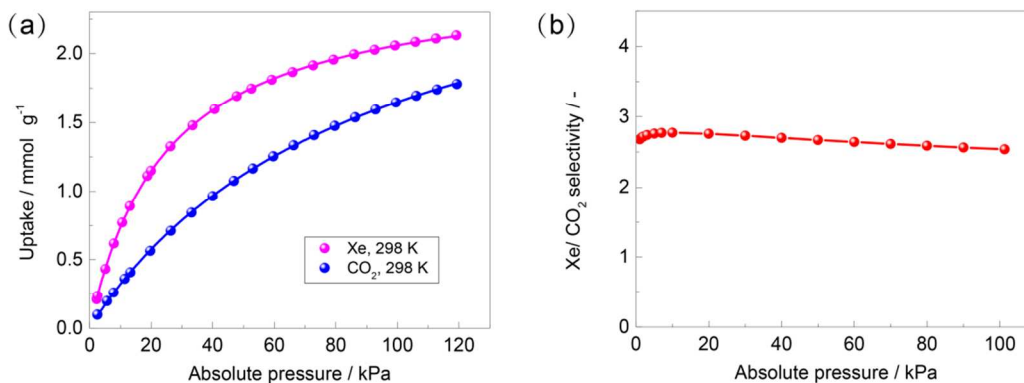 (a)
Uptake / mmol g⁻¹
2.0
1.5
1.0
0.5
0.0
0 20 40 60 80 100 120
Absolute pressure / kPa
Xe, 298 K
CO₂, 298 K
(b)
Xe/ CO₂ selectivity / -
4
3
2
1
0
0 20 40 60 80 100
Absolute pressure / kPa